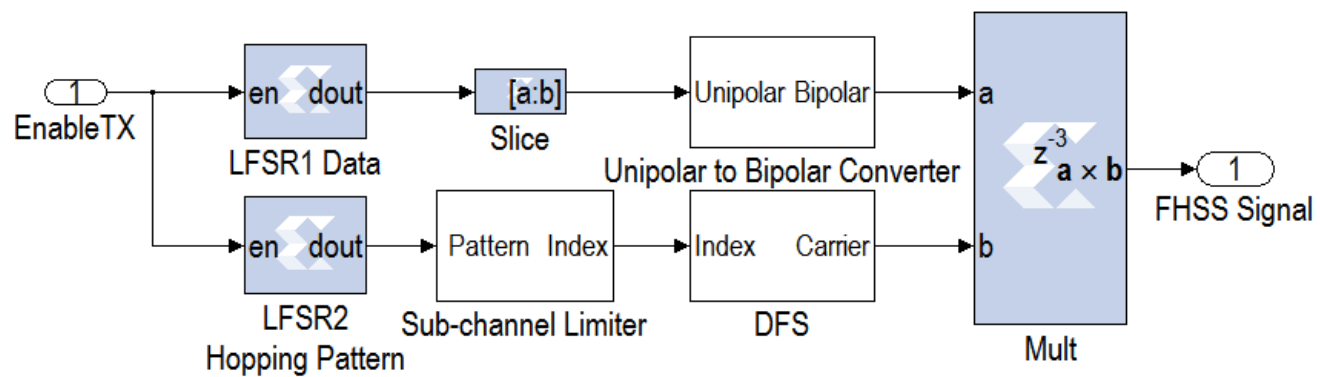 1
EnableTX
en dout
LFSR1 Data
[a:b]
Slice
Unipolar Bipolar
Unipolar to Bipolar Converter
en dout
LFSR2
Hopping Pattern
Pattern Index
Sub-channel Limiter
Index Carrier
DFS
a
b
z-3
a × b
Mult
1
FHSS Signal